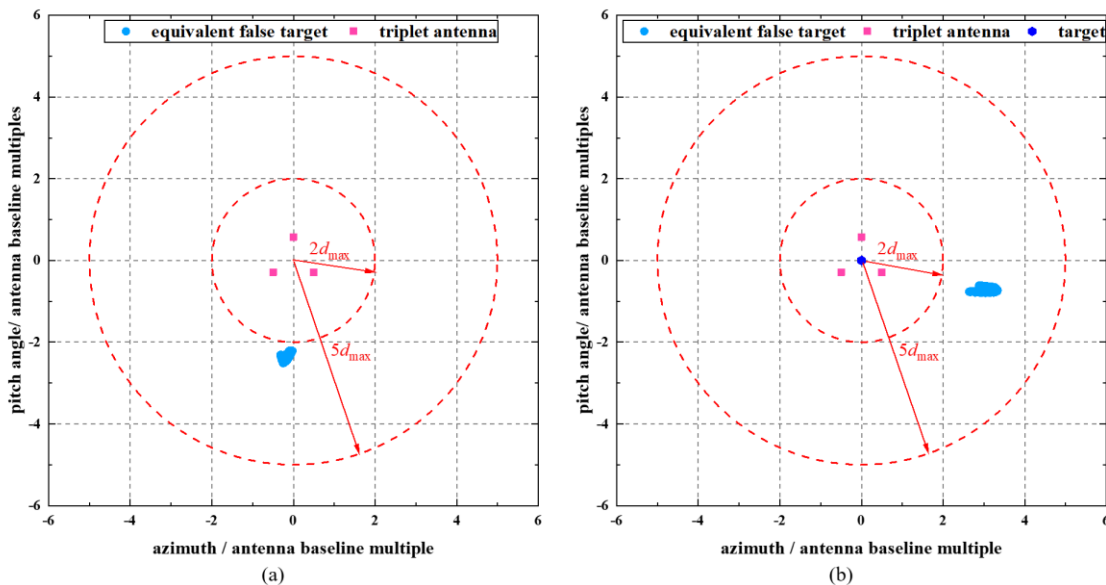 equivalent false target triplet antenna
6
4
2
0
-2
-4
-6
pitch angle/ antenna baseline multiples
2d_max
5d_max
-6 -4 -2 0 2 4 6
azimuth / antenna baseline multiple
(a)
equivalent false target triplet antenna target
6
4
2
0
-2
-4
-6
pitch angle/ antenna baseline multiples
2d_max
5d_max
-6 -4 -2 0 2 4 6
azimuth / antenna baseline multiple
(b)